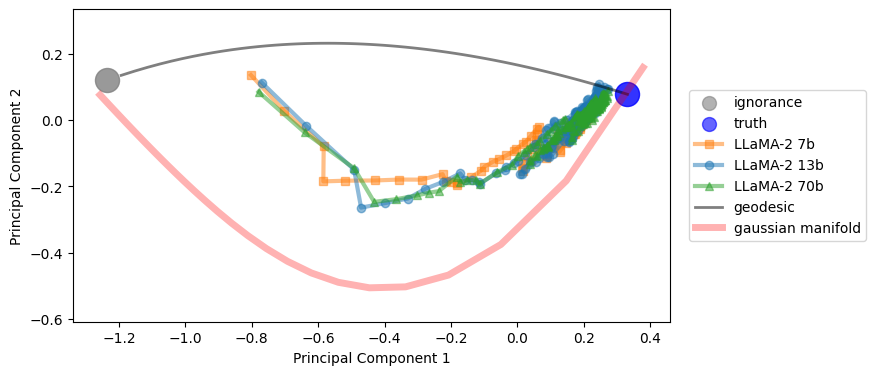 0.2
0.0
−0.2
−0.4
−0.6
Principal Component 2
−1.2 −1.0 −0.8 −0.6 −0.4 −0.2 0.0 0.2 0.4
Principal Component 1
ignorance
truth
LLaMA-2 7b
LLaMA-2 13b
LLaMA-2 70b
geodesic
gaussian manifold